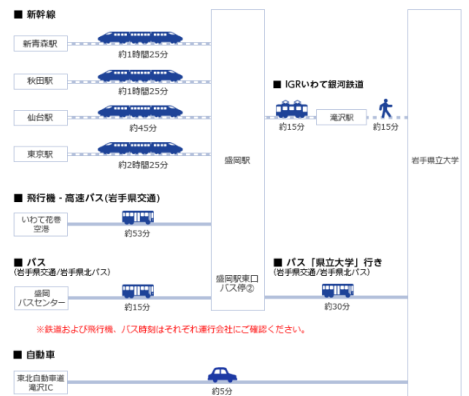 ■ 新幹線
新青森駅
約1時間25分
秋田駅
約1時間25分
仙台駅
約45分
東京駅
約2時間25分
盛岡駅
■ IGRいわて銀河鉄道
約15分
滝沢駅
約15分
岩手県立大学
■ 飛行機・高速バス(岩手県交通)
いわて花巻
空港
約53分
■ バス
(岩手県交通/岩手県北バス)
盛岡
バスセンター
約15分
盛岡駅東口
バス停②
■ バス「県立大学」行き
(岩手県交通/岩手県北バス)
約30分
※鉄道および飛行機、バス時刻はそれぞれ運行会社にご確認ください。
■ 自動車
東北自動車道
滝沢IC
約5分